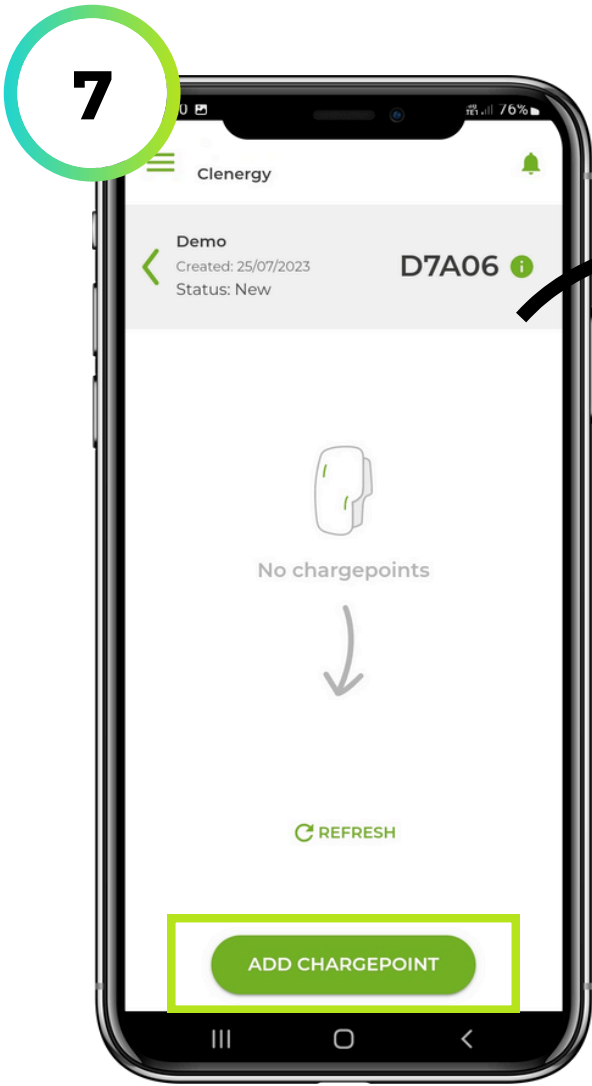 7
76%
Clenergy
Demo
Created: 25/07/2023
D7A06
Status: New
No chargepoints
REFRESH
ADD CHARGEPOINT